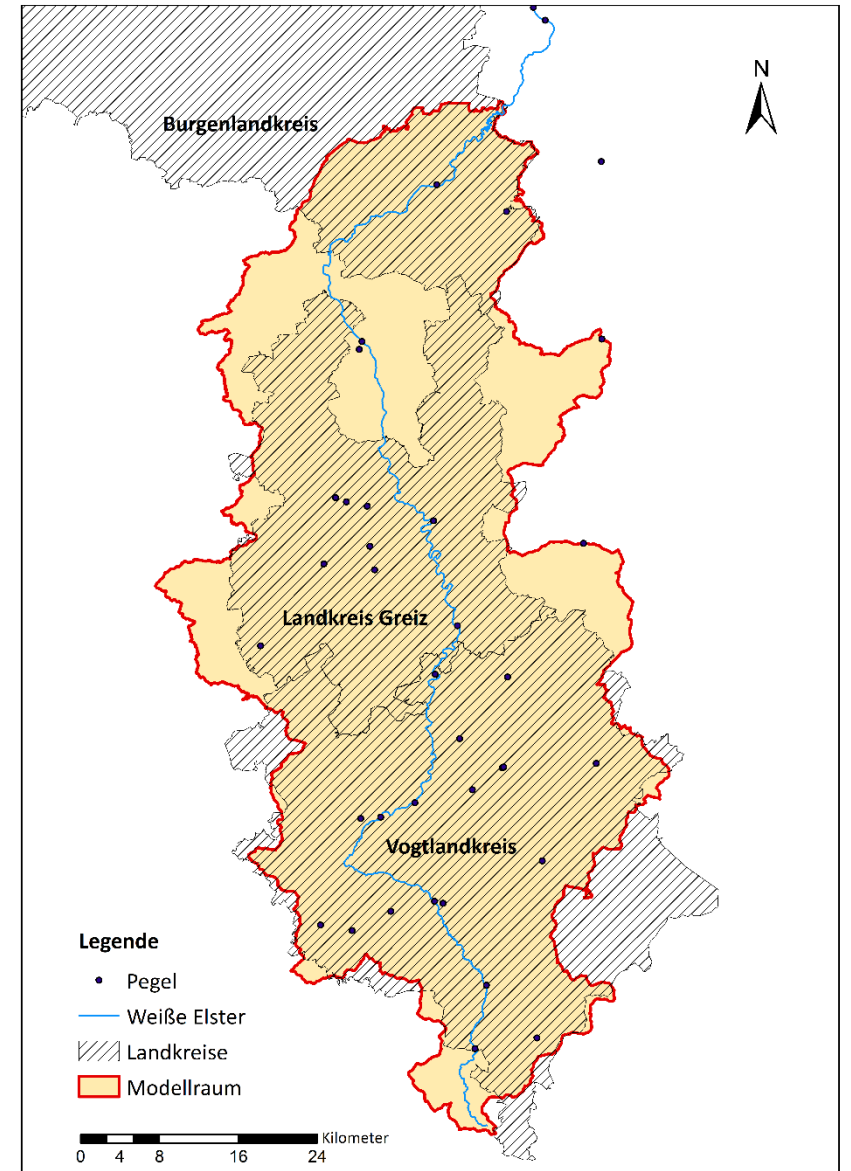 N
Burgenlandkreis
Landkreis Greiz
Vogtlandkreis
Legende
Pegel
Weiße Elster
Landkreise
Modellraum
Kilometer
0 4 8 16 24